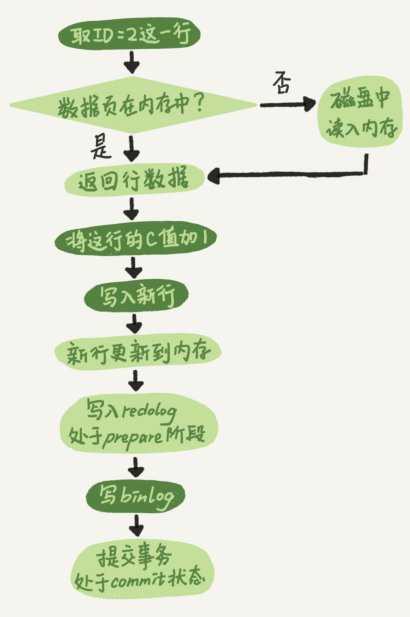 取ID=2这一行
数据页在内存中？
否
磁盘中
读入内存
是
返回行数据
将这行的C值加1
写入新行
新行更新到内存
写入redolog
处于prepare阶段
写binlog
提交事务
处于commit状态